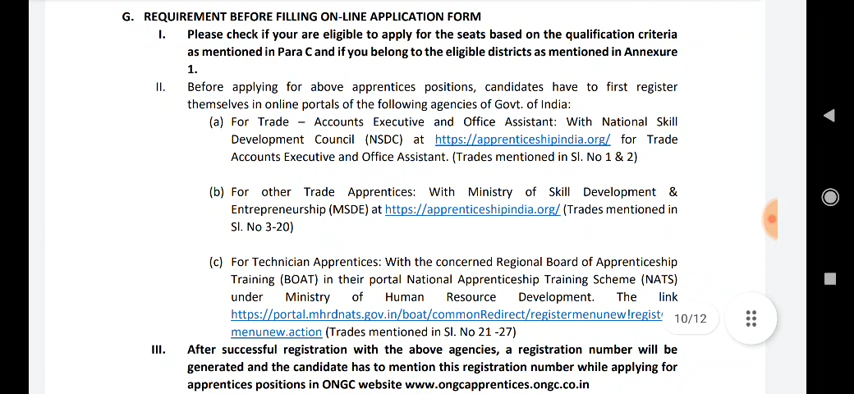 G. REQUIREMENT BEFORE FILLING ON-LINE APPLICATION FORM
I. Please check if your are eligible to apply for the seats based on the qualification criteria
as mentioned in Para C and if you belong to the eligible districts as mentioned in Annexure
1.
II. Before applying for above apprentices positions, candidates have to first register
themselves in online portals of the following agencies of Govt. of India:
(a) For Trade – Accounts Executive and Office Assistant: With National Skill
Development Council (NSDC) at https://apprenticeshipindia.org/ for Trade
Accounts Executive and Office Assistant. (Trades mentioned in Sl. No 1 & 2)
(b) For other Trade Apprentices: With Ministry of Skill Development &
Entrepreneurship (MSDE) at https://apprenticeshipindia.org/ (Trades mentioned in
Sl. No 3-20)
(c) For Technician Apprentices: With the concerned Regional Board of Apprenticeship
Training (BOAT) in their portal National Apprenticeship Training Scheme (NATS)
under Ministry of Human Resource Development. The link
https://portal.mhrdnats.gov.in/boat/commonRedirect/registermenunew!regist 10/12
menunew.action (Trades mentioned in Sl. No 21 -27)
III. After successful registration with the above agencies, a registration number will be
generated and the candidate has to mention this registration number while applying for
apprentices positions in ONGC website www.ongcapprentices.ongc.co.in